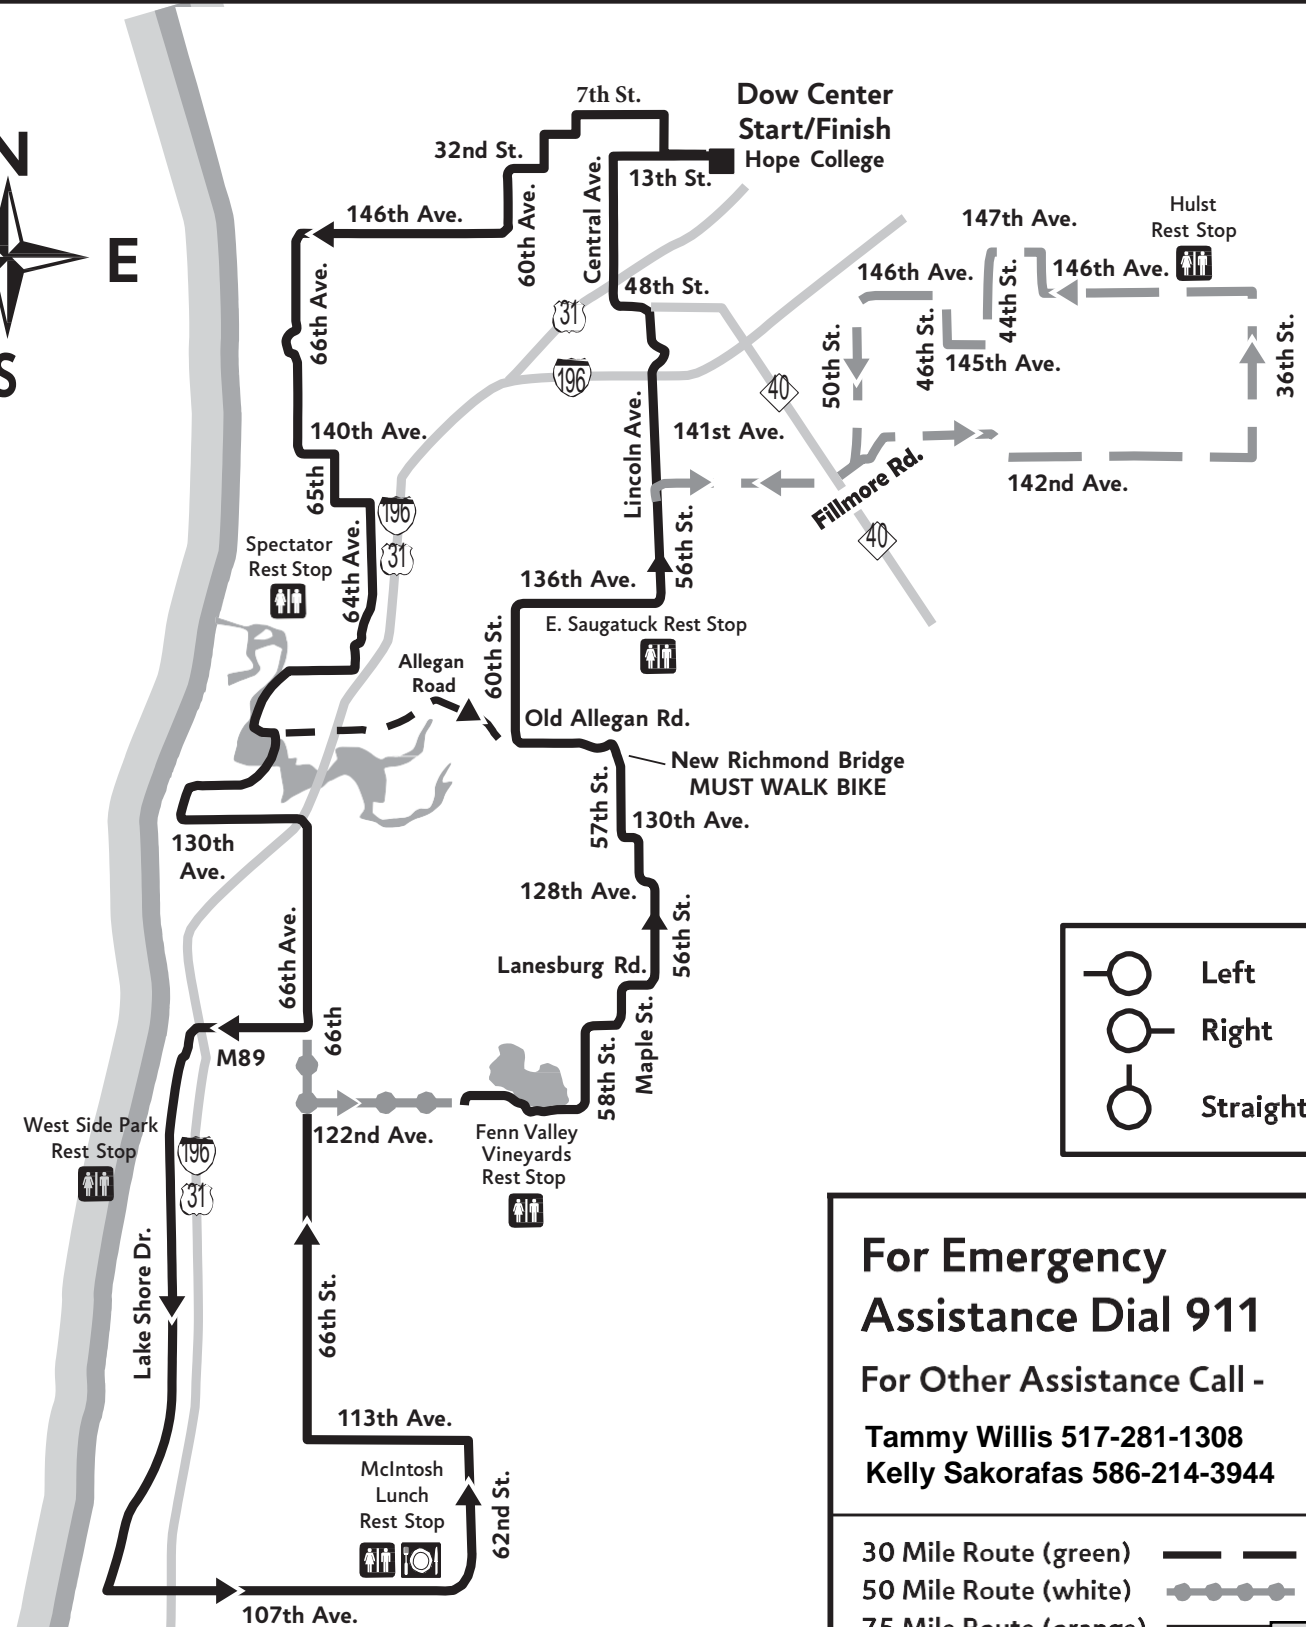 7th St.
Dow Center
Start/Finish
Hope College
32nd St.
13th St.
N
Central Ave.
146th Ave.
60th Ave.
E
S
66th Ave.
48th St.
31
196
Hulst
Rest Stop
147th Ave.
146th Ave.
146th Ave.
44th St.
46th St.
145th Ave.
50th St.
36th St.
40
140th Ave.
Lincoln Ave.
141st Ave.
65th
196
31
Fillmore Rd.
142nd Ave.
40
Spectator
Rest Stop
64th Ave.
56th St.
136th Ave.
E. Saugatuck Rest Stop
60th St.
Allegan
Road
Old Allegan Rd.
New Richmond Bridge
MUST WALK BIKE
57th St.
130th Ave.
130th
Ave.
128th Ave.
56th St.
66th Ave.
Lanesburg Rd.
66th
M89
Maple St.
58th St.
Left
Right
Straight
West Side Park
Rest Stop
196
31
122nd Ave.
Fenn Valley
Vineyards
Rest Stop
Lake Shore Dr.
66th St.
113th Ave.
McIntosh
Lunch
Rest Stop
62nd St.
107th Ave.
For Emergency
Assistance Dial 911
For Other Assistance Call -
Tammy Willis 517-281-1308
Kelly Sakorafas 586-214-3944
30 Mile Route (green)
50 Mile Route (white)
75 Mile Route (orange)